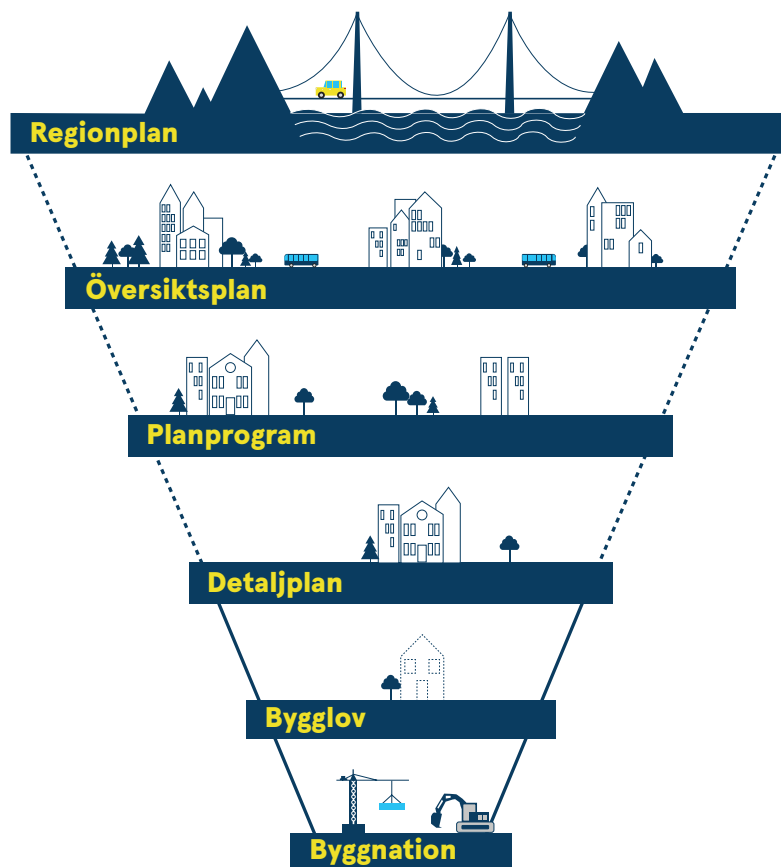 Regionplan
Översiktsplan
Planprogram
Detaljplan
Bygglov
Byggnation